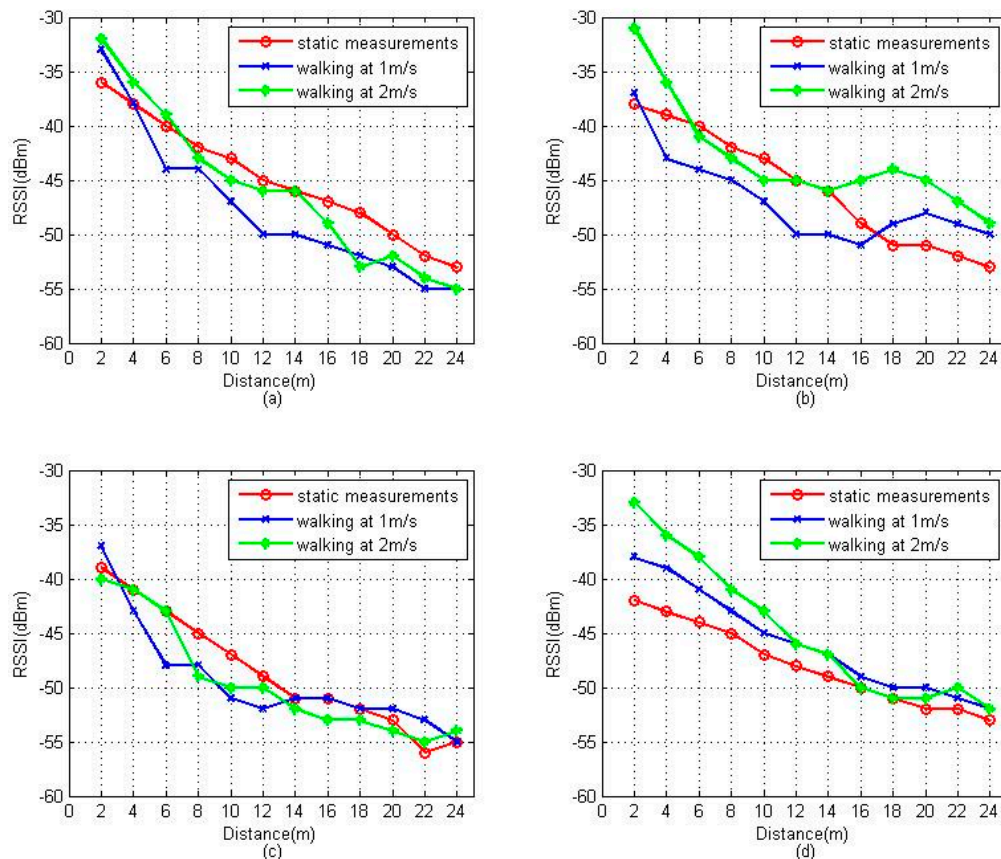 -30
-35
-40
-45
-50
-55
-60
RSSI(dBm)
static measurements
walking at 1m/s
walking at 2m/s
0 2 4 6 8 10 12 14 16 18 20 22 24
Distance(m)
(a)
-30
-35
-40
-45
-50
-55
-60
RSSI(dBm)
static measurements
walking at 1m/s
walking at 2m/s
0 2 4 6 8 10 12 14 16 18 20 22 24
Distance(m)
(b)
-30
-35
-40
-45
-50
-55
-60
RSSI(dBm)
static measurements
walking at 1m/s
walking at 2m/s
0 2 4 6 8 10 12 14 16 18 20 22 24
Distance(m)
(c)
-30
-35
-40
-45
-50
-55
-60
RSSI(dBm)
static measurements
walking at 1m/s
walking at 2m/s
0 2 4 6 8 10 12 14 16 18 20 22 24
Distance(m)
(d)